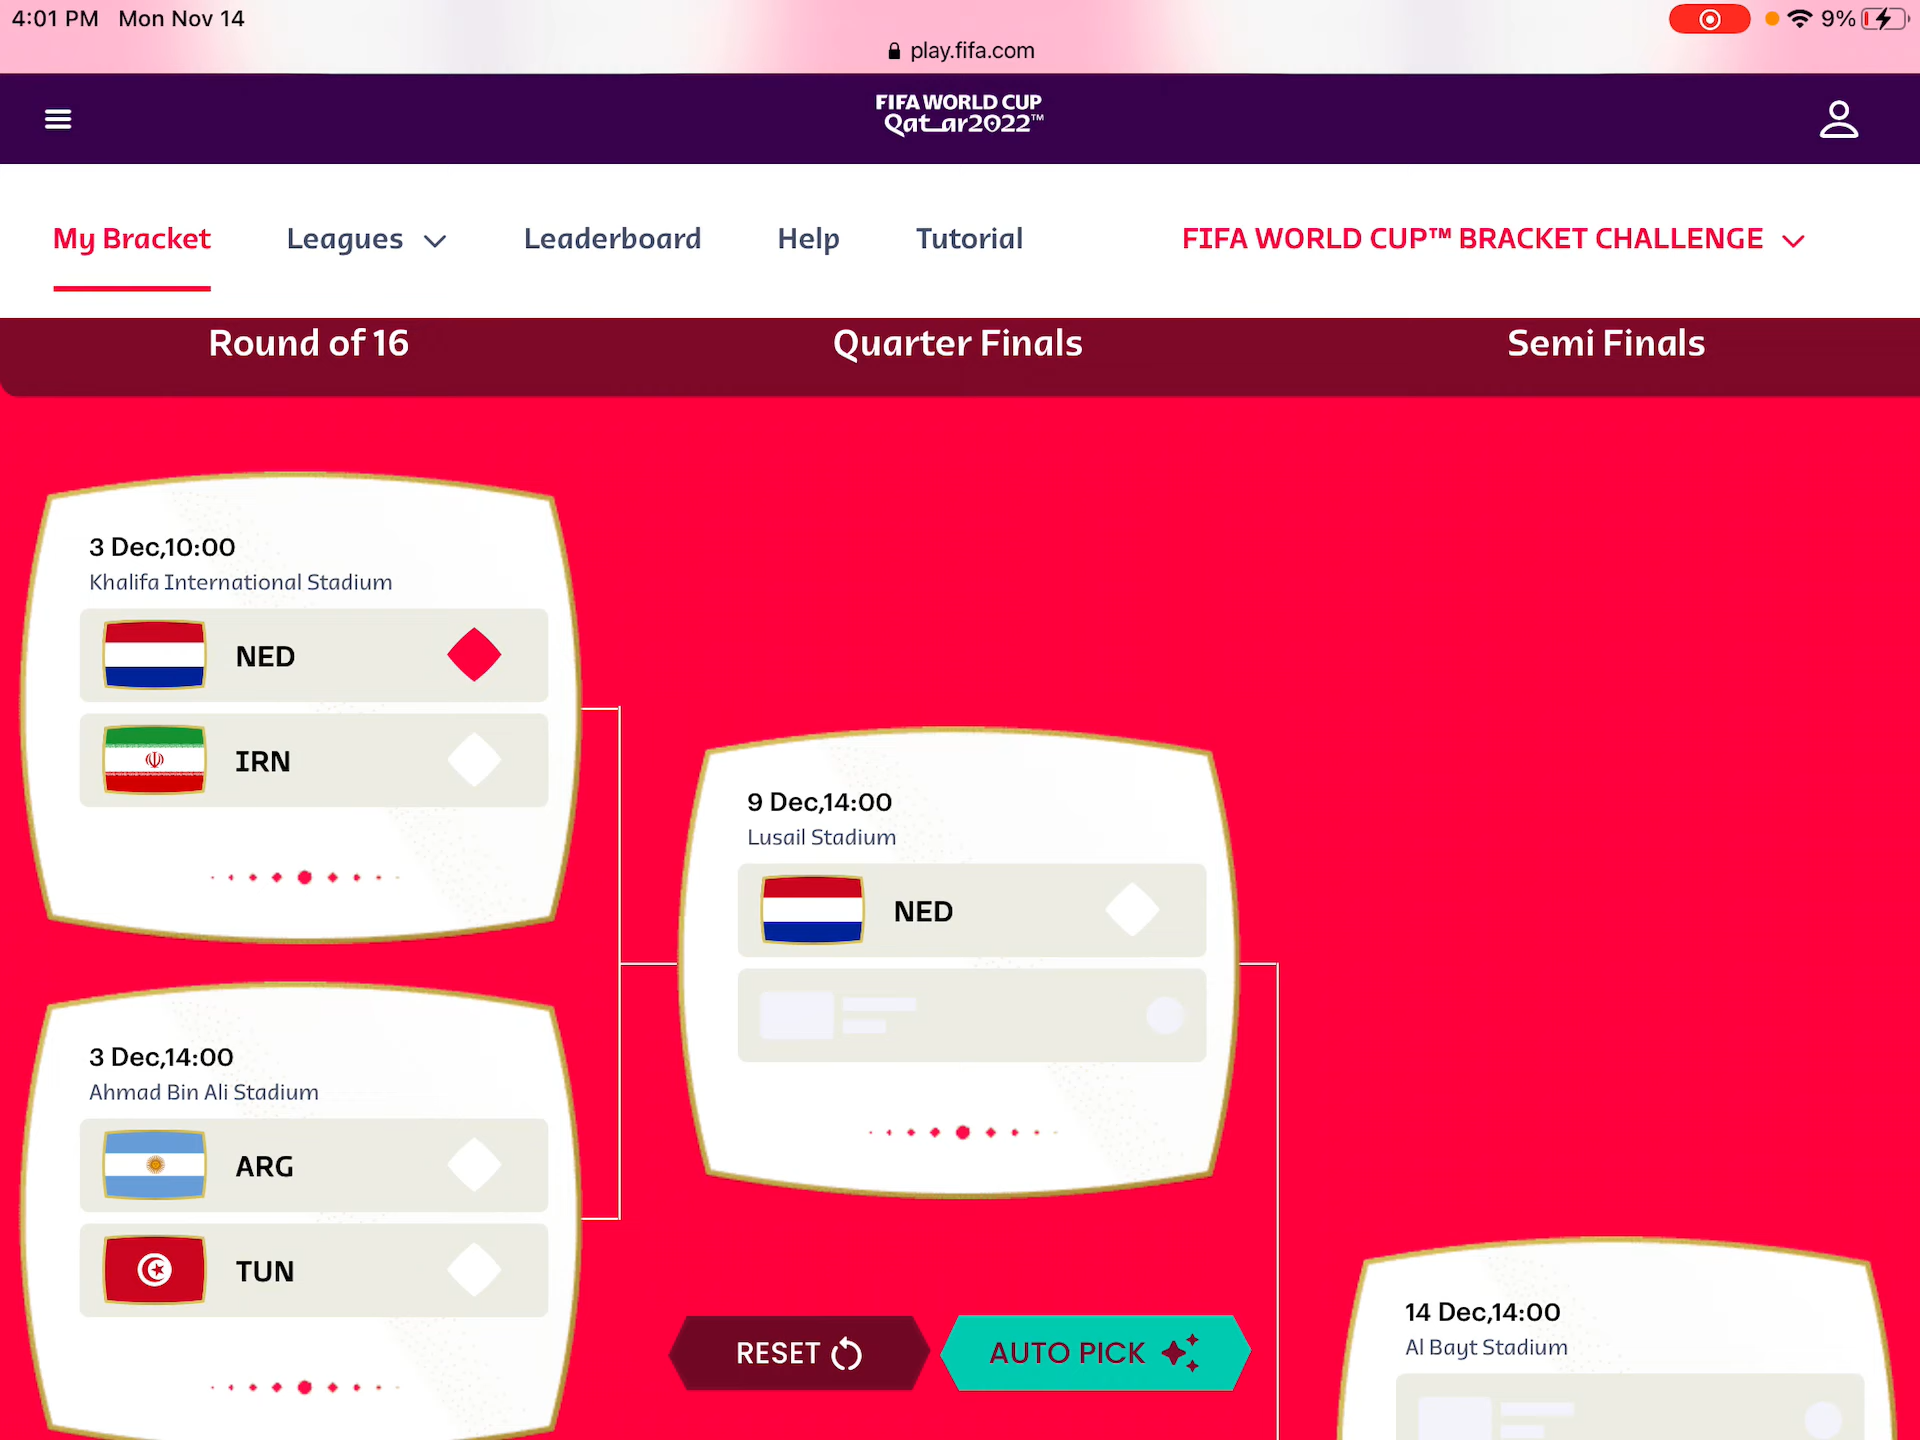 4:01 PM Mon Nov 14
9%
play.fifa.com
FIFA WORLD CUP
Qatar2022™
My Bracket Leagues Leaderboard Help Tutorial FIFA WORLD CUP™ BRACKET CHALLENGE
Round of 16 Quarter Finals Semi Finals
3 Dec,10:00
Khalifa International Stadium
NED
IRN
9 Dec,14:00
Lusail Stadium
NED
3 Dec,14:00
Ahmad Bin Ali Stadium
ARG
TUN
RESET
AUTO PICK
14 Dec,14:00
Al Bayt Stadium